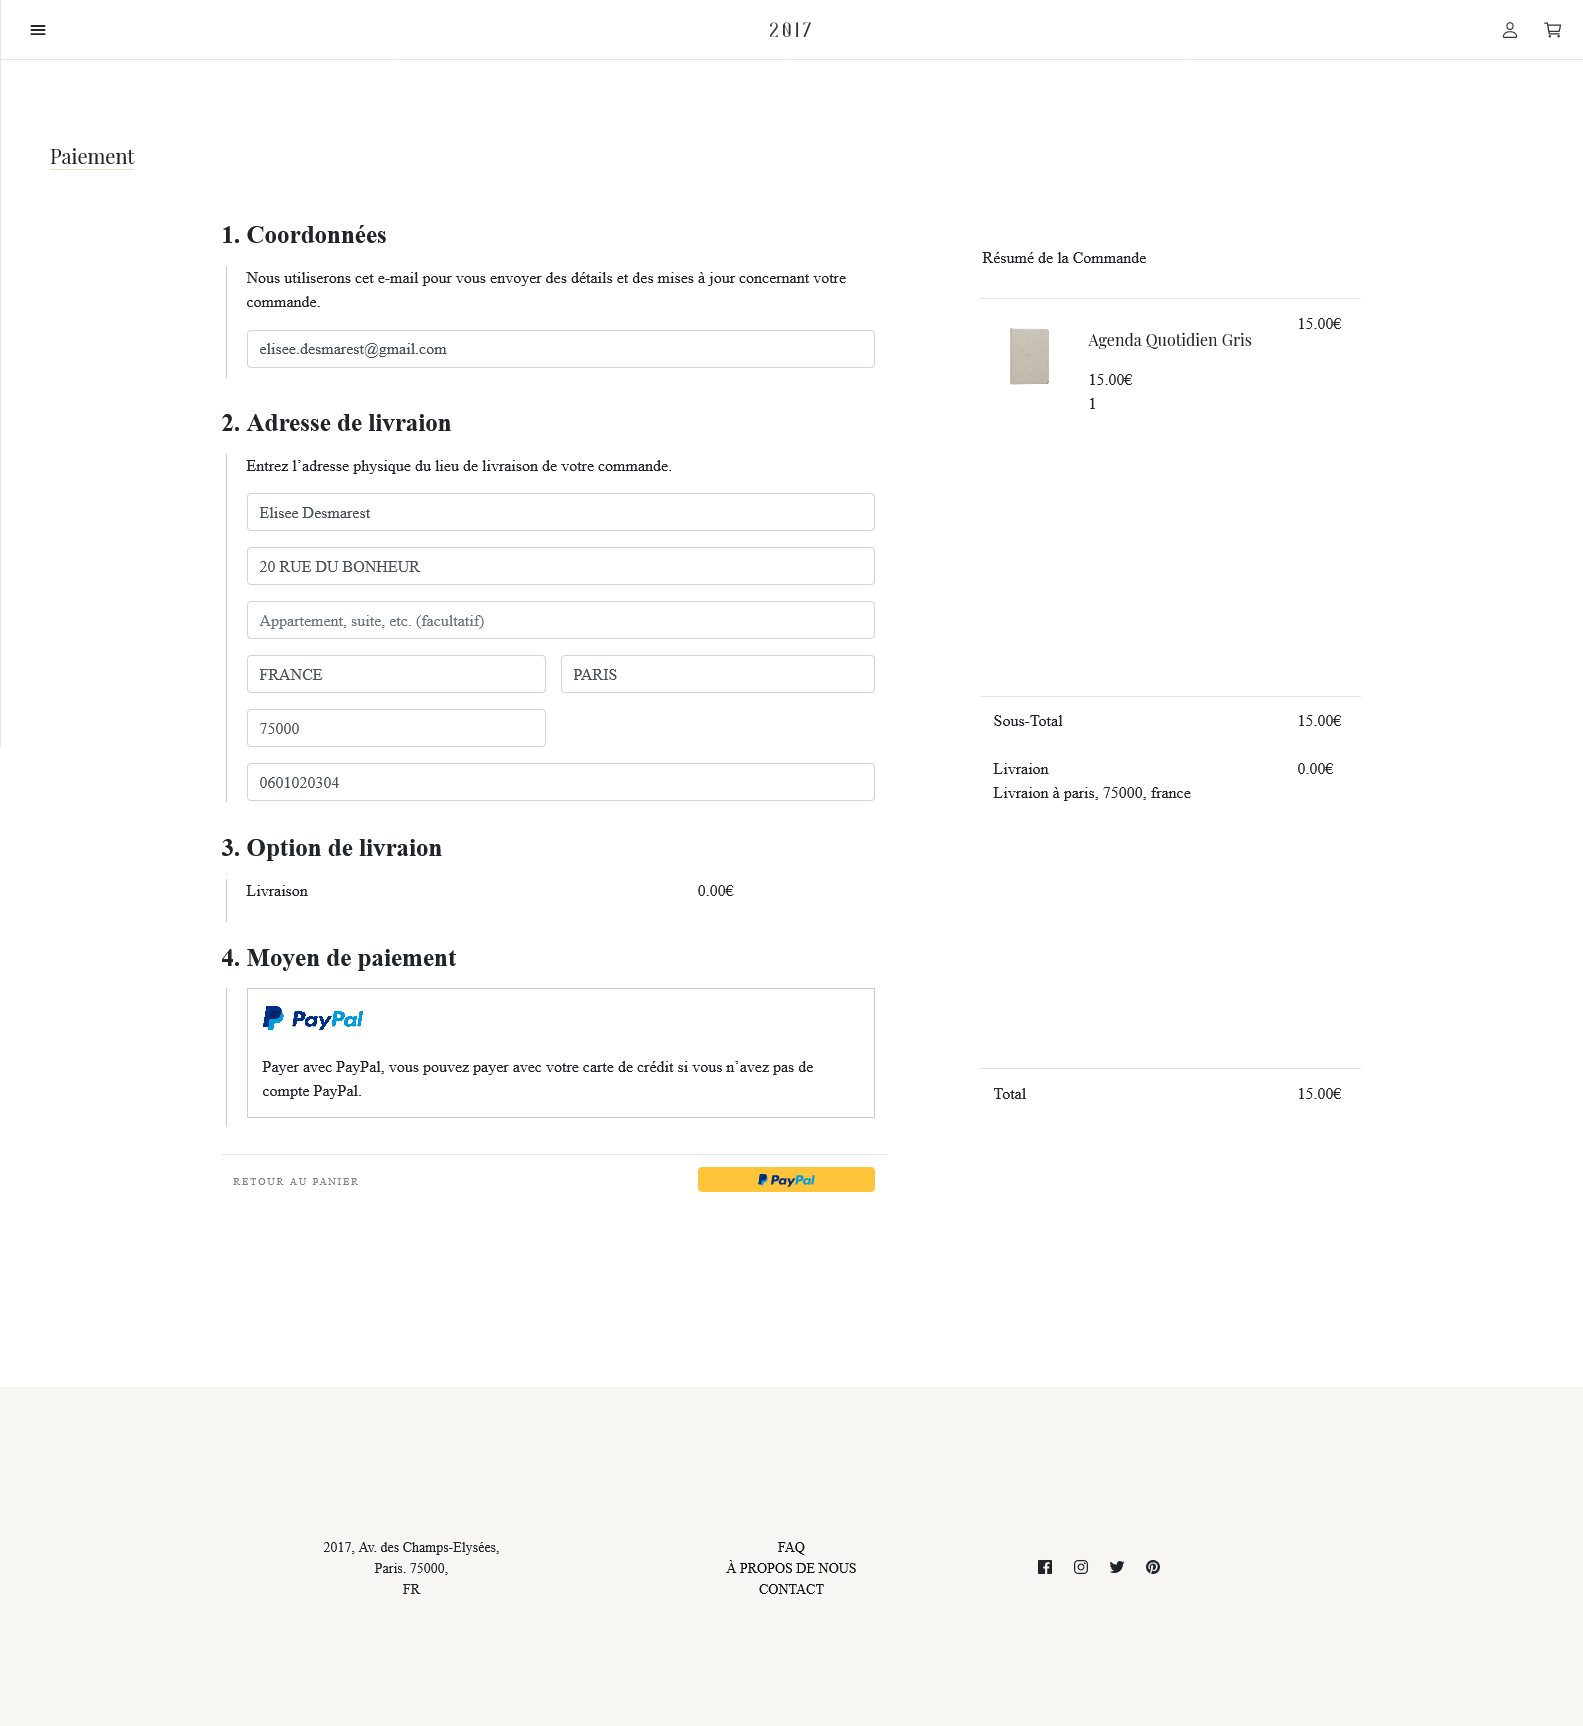 2017
Paiement
1. Coordonnées
Nous utiliserons cet e-mail pour vous envoyer des détails et des mises à jour concernant votre
commande.
elisee.desmarest@gmail.com
2. Adresse de livraion
Entrez l’adresse physique du lieu de livraison de votre commande.
Elisee Desmarest
20 RUE DU BONHEUR
Appartement, suite, etc. (facultatif)
FRANCE PARIS
75000
0601020304
3. Option de livraion
Livraison 0.00€
4. Moyen de paiement
PayPal
Payer avec PayPal, vous pouvez payer avec votre carte de crédit si vous n’avez pas de
compte PayPal.
RETOUR AU PANIER PayPal
Résumé de la Commande
Agenda Quotidien Gris 15.00€
15.00€
1
Sous-Total 15.00€
Livraion 0.00€
Livraion à paris, 75000, france
Total 15.00€
2017, Av. des Champs-Elysées,
Paris. 75000,
FR
FAQ
À PROPOS DE NOUS
CONTACT